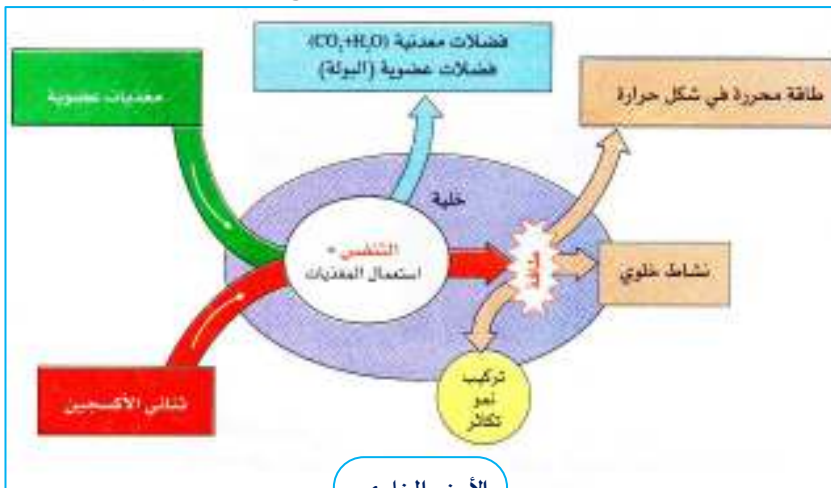 فضلات معدنية (CO₂+H₂O)
فضلات عضوية (البولة)
مغذيات عضوية
طاقة محررة في شكل حرارة
خلية
التنفس =
استعمال المغذيات
طاقة
نشاط خلوي
ثنائي الأكسجين
تركيب
نمو
تكاثر